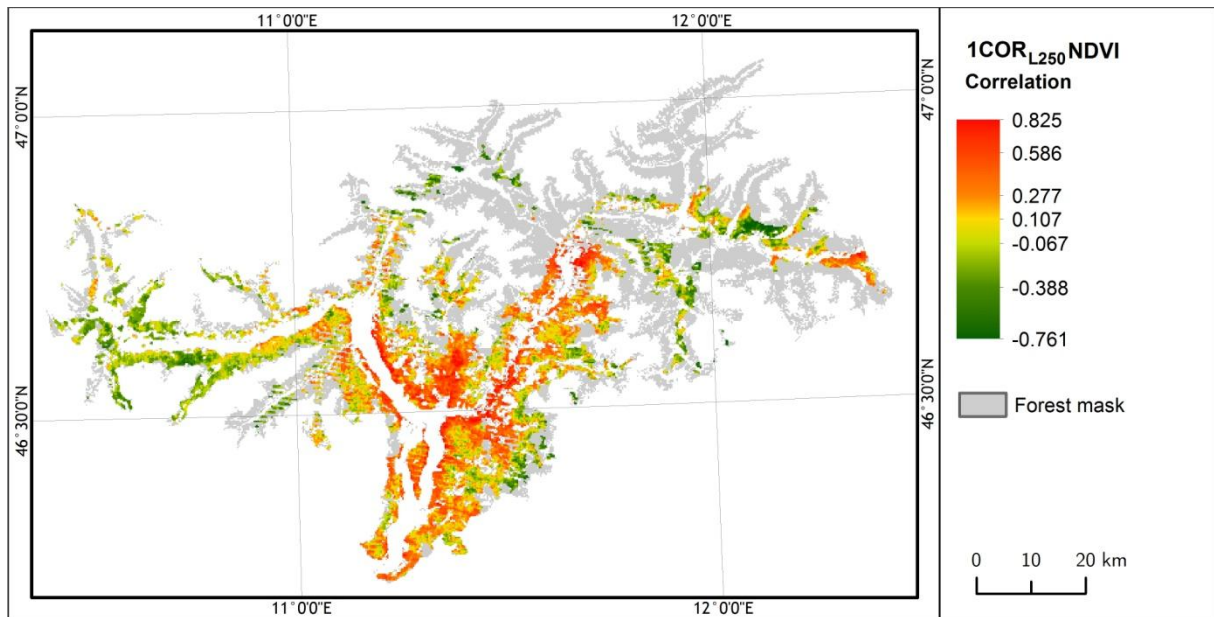 11°0'0"E
12°0'0"E
47°0'0"N
47°0'0"N
46°30'0"N
46°30'0"N
11°0'0"E
12°0'0"E
1COR L250 NDVI
Correlation
0.825
0.586
0.277
0.107
-0.067
-0.388
-0.761
Forest mask
0 10 20 km